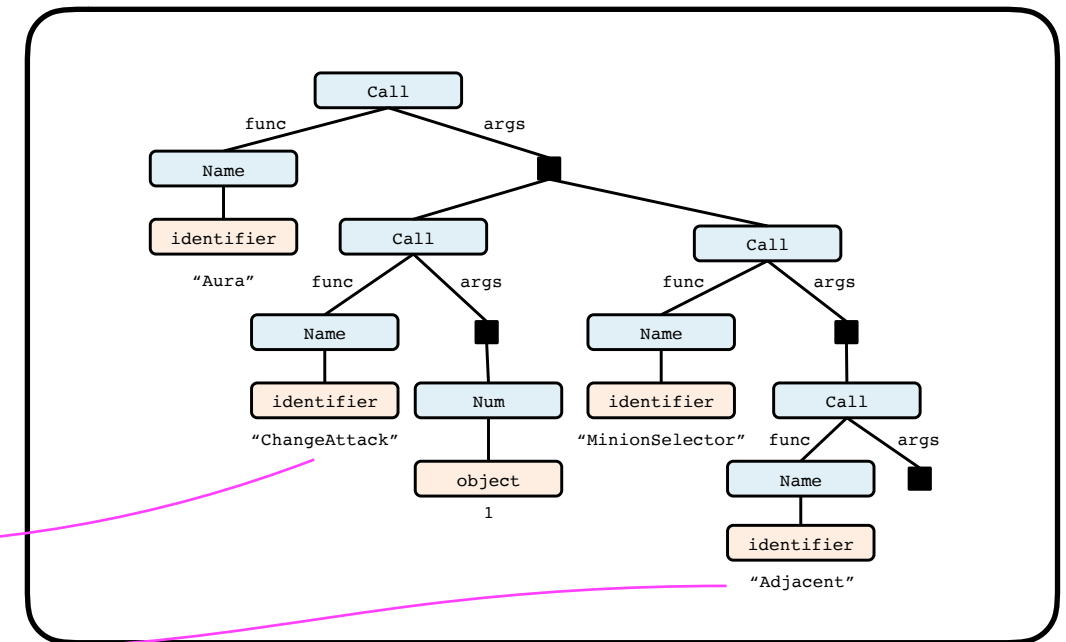 Call
func args
Name
identifier Call Call
“Aura” func args func args
Name Name
identifier Num identifier Call
“ChangeAttack” “MinionSelector” func args
object Name
1
identifier
“Adjacent”